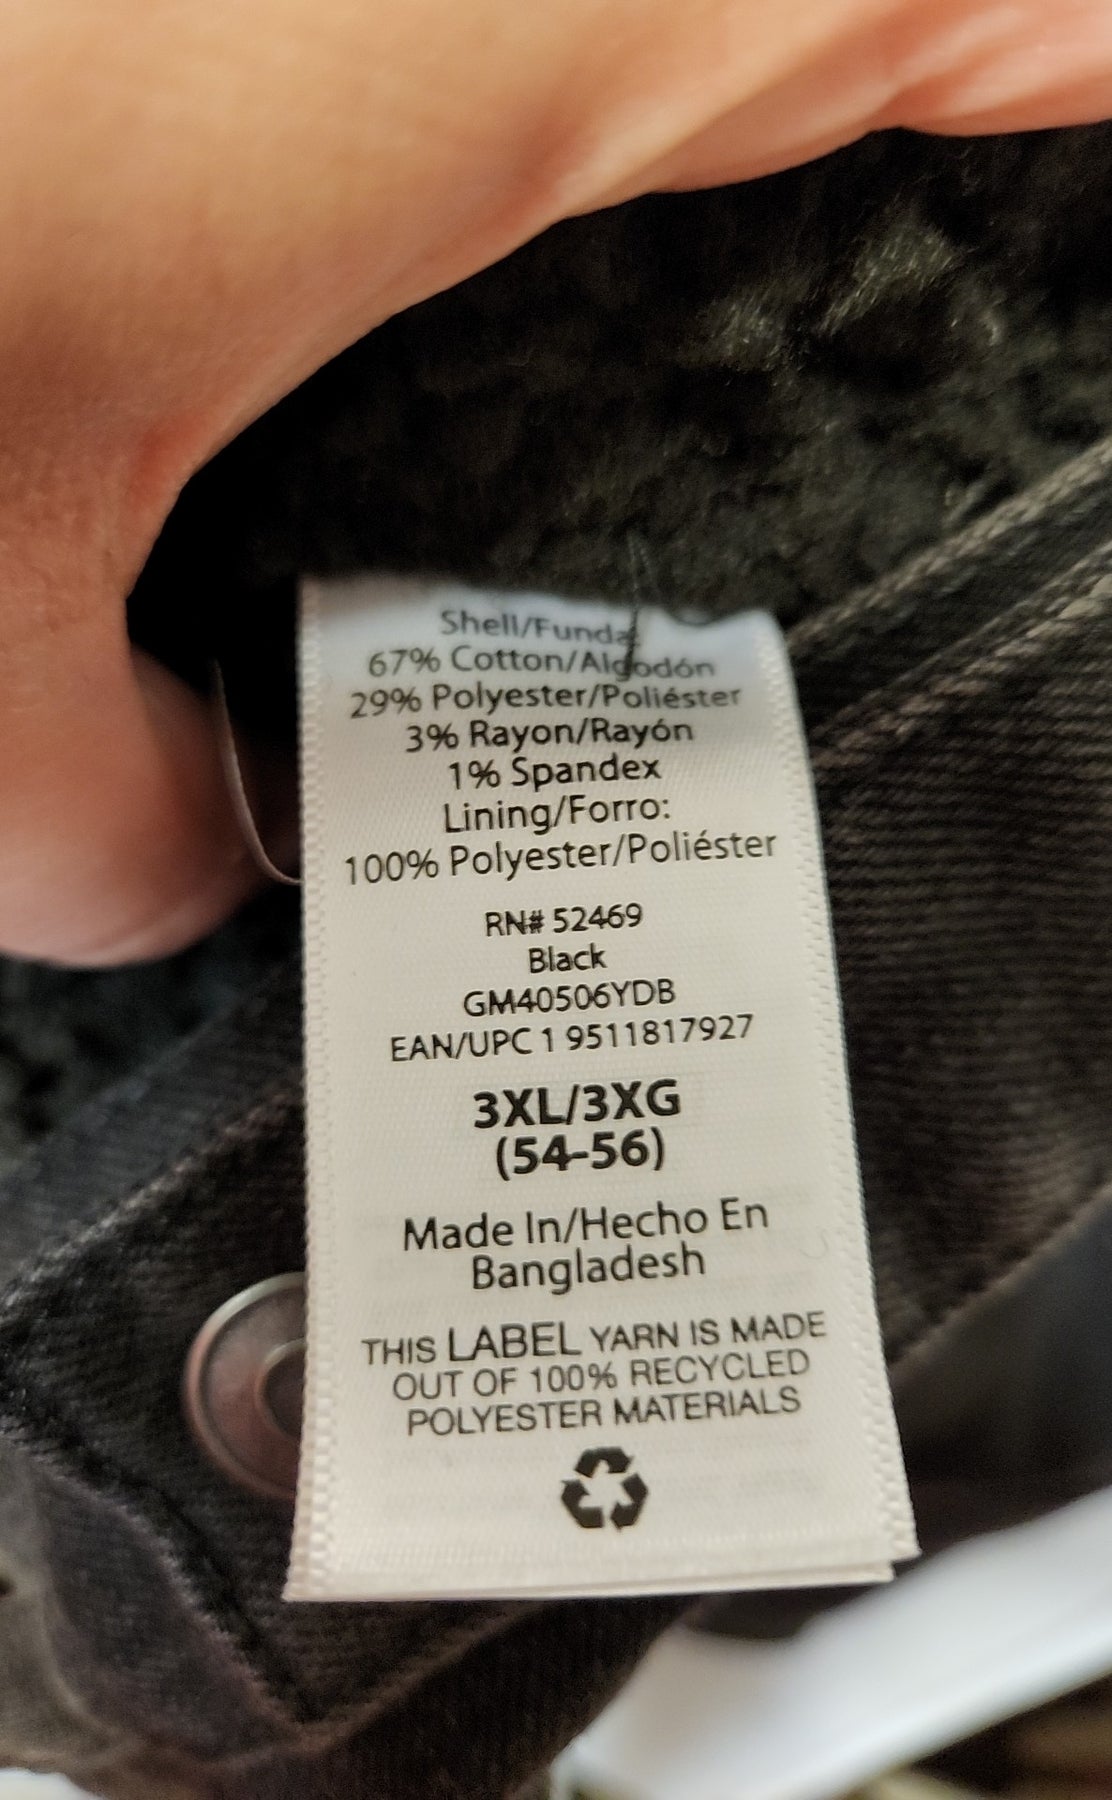 Shell/Funda:
67% Cotton/Algodón
29% Polyester/Poliéster
3% Rayon/Rayón
1% Spandex
Lining/Forro:
100% Polyester/Poliéster
RN# 52469
Black
GM40506YDB
EAN/UPC 1 9511817927
3XL/3XG
(54-56)
Made In/Hecho En
Bangladesh
THIS LABEL YARN IS MADE
OUT OF 100% RECYCLED
POLYESTER MATERIALS